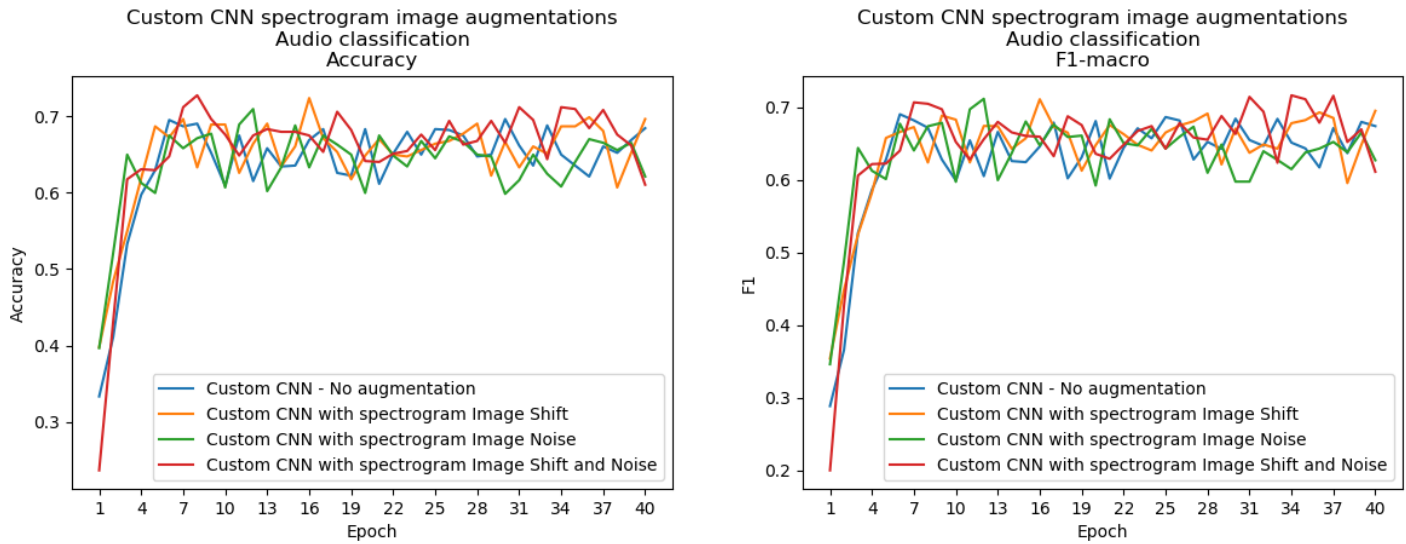 Custom CNN spectrogram image augmentations
Audio classification
Accuracy
0.7
0.6
0.5
0.4
0.3
Accuracy
1 4 7 10 13 16 19 22 25 28 31 34 37 40
Epoch
Custom CNN - No augmentation
Custom CNN with spectrogram Image Shift
Custom CNN with spectrogram Image Noise
Custom CNN with spectrogram Image Shift and Noise
Custom CNN spectrogram image augmentations
Audio classification
F1-macro
0.7
0.6
0.5
0.4
0.3
0.2
F1
1 4 7 10 13 16 19 22 25 28 31 34 37 40
Epoch
Custom CNN - No augmentation
Custom CNN with spectrogram Image Shift
Custom CNN with spectrogram Image Noise
Custom CNN with spectrogram Image Shift and Noise